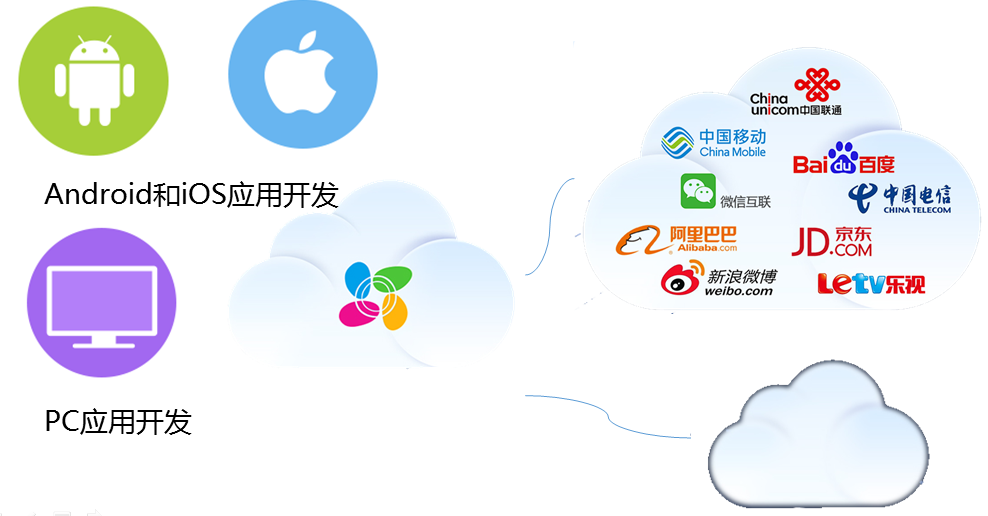 Android和iOS应用开发
PC应用开发
China
unicom中国联通
中国移动
China Mobile
Bai du 百度
微信互联
中国电信
CHINA TELECOM
阿里巴巴
Alibaba.com
JD 京东
.COM
新浪微博
weibo.com
Letv乐视